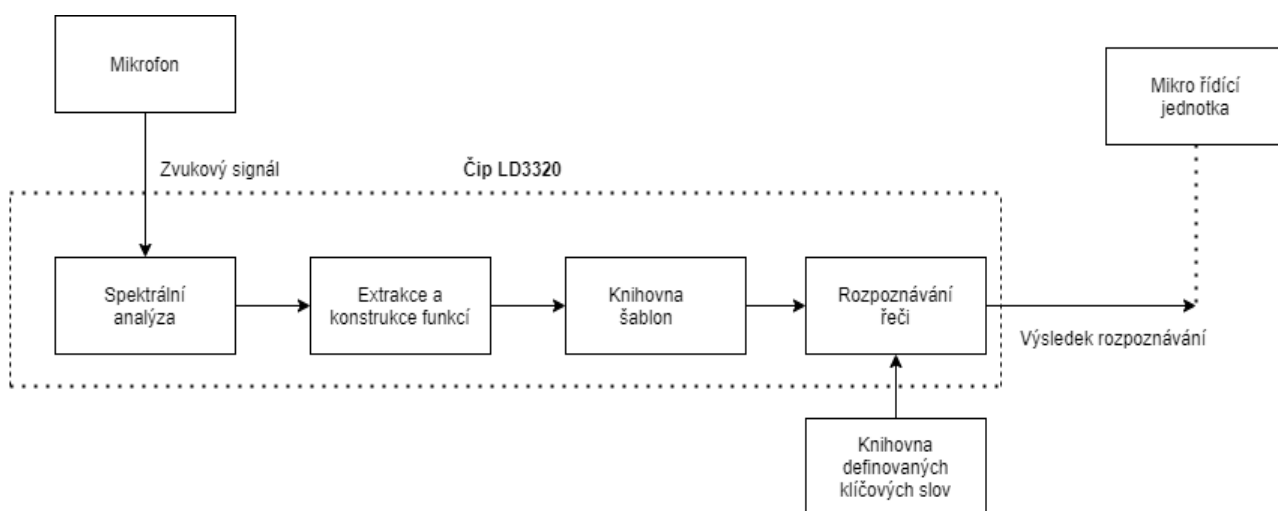 Mikrofon
Mikro řídící
jednotka
Zvukový signál
Čip LD3320
Spektrální
analýza
Extrakce a
konstrukce funkcí
Knihovna
šablon
Rozpoznávání
řeči
Výsledek rozpoznávání
Knihovna
definovaných
klíčových slov